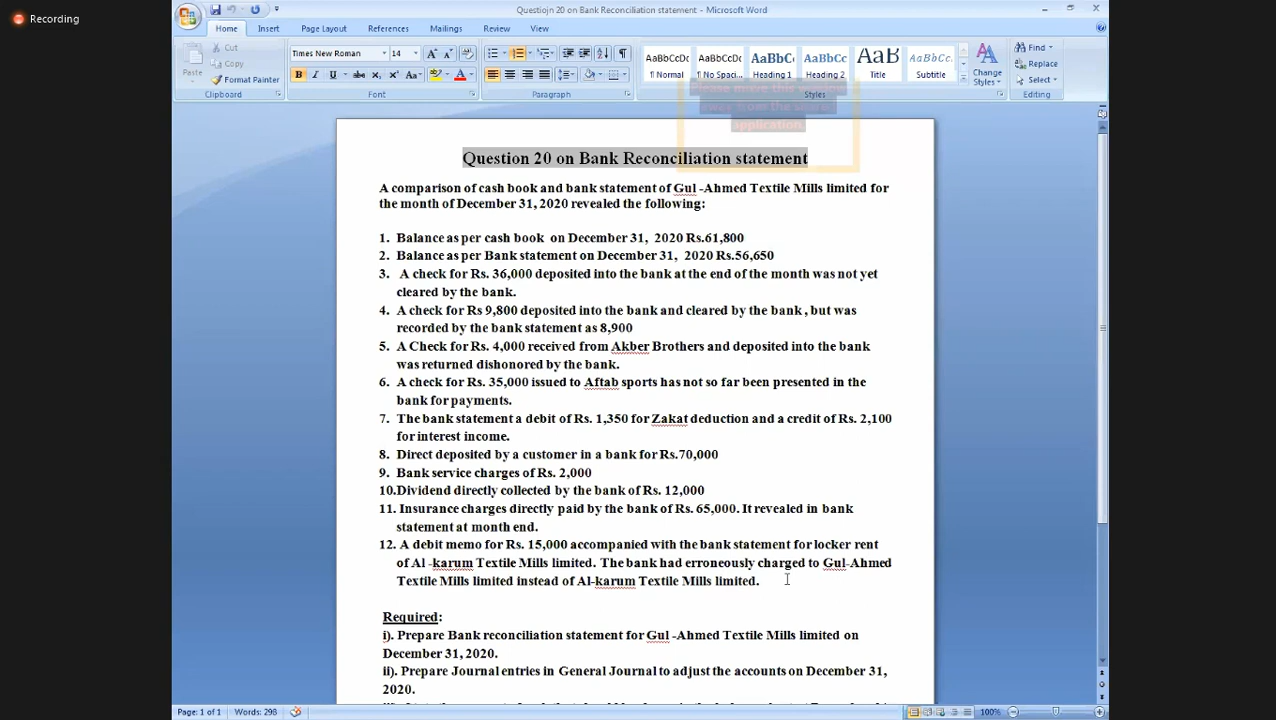 Recording
Questiojn 20 on Bank Reconciliation statement - Microsoft Word
Home Insert Page Layout References Mailings Review View
Paste
Cut
Copy
Format Painter
Clipboard
Times New Roman 14
Font
Paragraph
AaBbCcDc AaBbCcDc AaBbC AaBbCc AaB AaBbCc
¶ Normal ¶ No Spaci... Heading 1 Heading 2 Title Subtitle
Change Styles
Styles
Find
Replace
Select
Editing
Please move this window
away from the shared
application.
Question 20 on Bank Reconciliation statement
A comparison of cash book and bank statement of Gul -Ahmed Textile Mills limited for
the month of December 31, 2020 revealed the following:
1. Balance as per cash book on December 31, 2020 Rs.61,800
2. Balance as per Bank statement on December 31, 2020 Rs.56,650
3. A check for Rs. 36,000 deposited into the bank at the end of the month was not yet
cleared by the bank.
4. A check for Rs 9,800 deposited into the bank and cleared by the bank , but was
recorded by the bank statement as 8,900
5. A Check for Rs. 4,000 received from Akber Brothers and deposited into the bank
was returned dishonored by the bank.
6. A check for Rs. 35,000 issued to Aftab sports has not so far been presented in the
bank for payments.
7. The bank statement a debit of Rs. 1,350 for Zakat deduction and a credit of Rs. 2,100
for interest income.
8. Direct deposited by a customer in a bank for Rs.70,000
9. Bank service charges of Rs. 2,000
10.Dividend directly collected by the bank of Rs. 12,000
11. Insurance charges directly paid by the bank of Rs. 65,000. It revealed in bank
statement at month end.
12. A debit memo for Rs. 15,000 accompanied with the bank statement for locker rent
of Al -karum Textile Mills limited. The bank had erroneously charged to Gul-Ahmed
Textile Mills limited instead of Al-karum Textile Mills limited.
Required:
i). Prepare Bank reconciliation statement for Gul -Ahmed Textile Mills limited on
December 31, 2020.
ii). Prepare Journal entries in General Journal to adjust the accounts on December 31,
2020.
Page: 1 of 1 Words: 298 100%